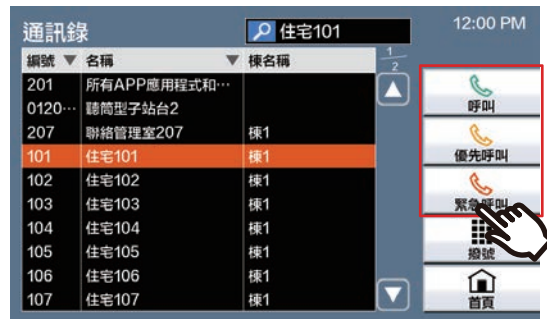 通訊錄 住宅101 12:00 PM
編號 ▼ 名稱 ▼ 棟名稱 1/2
201 所有APP應用程式和…
0120… 聽筒型子站台2
207 聯絡管理室207 棟1
101 住宅101 棟1
102 住宅102 棟1
103 住宅103 棟1
104 住宅104 棟1
105 住宅105 棟1
106 住宅106 棟1
107 住宅107 棟1
呼叫
優先呼叫
緊急呼叫
撥號
首頁